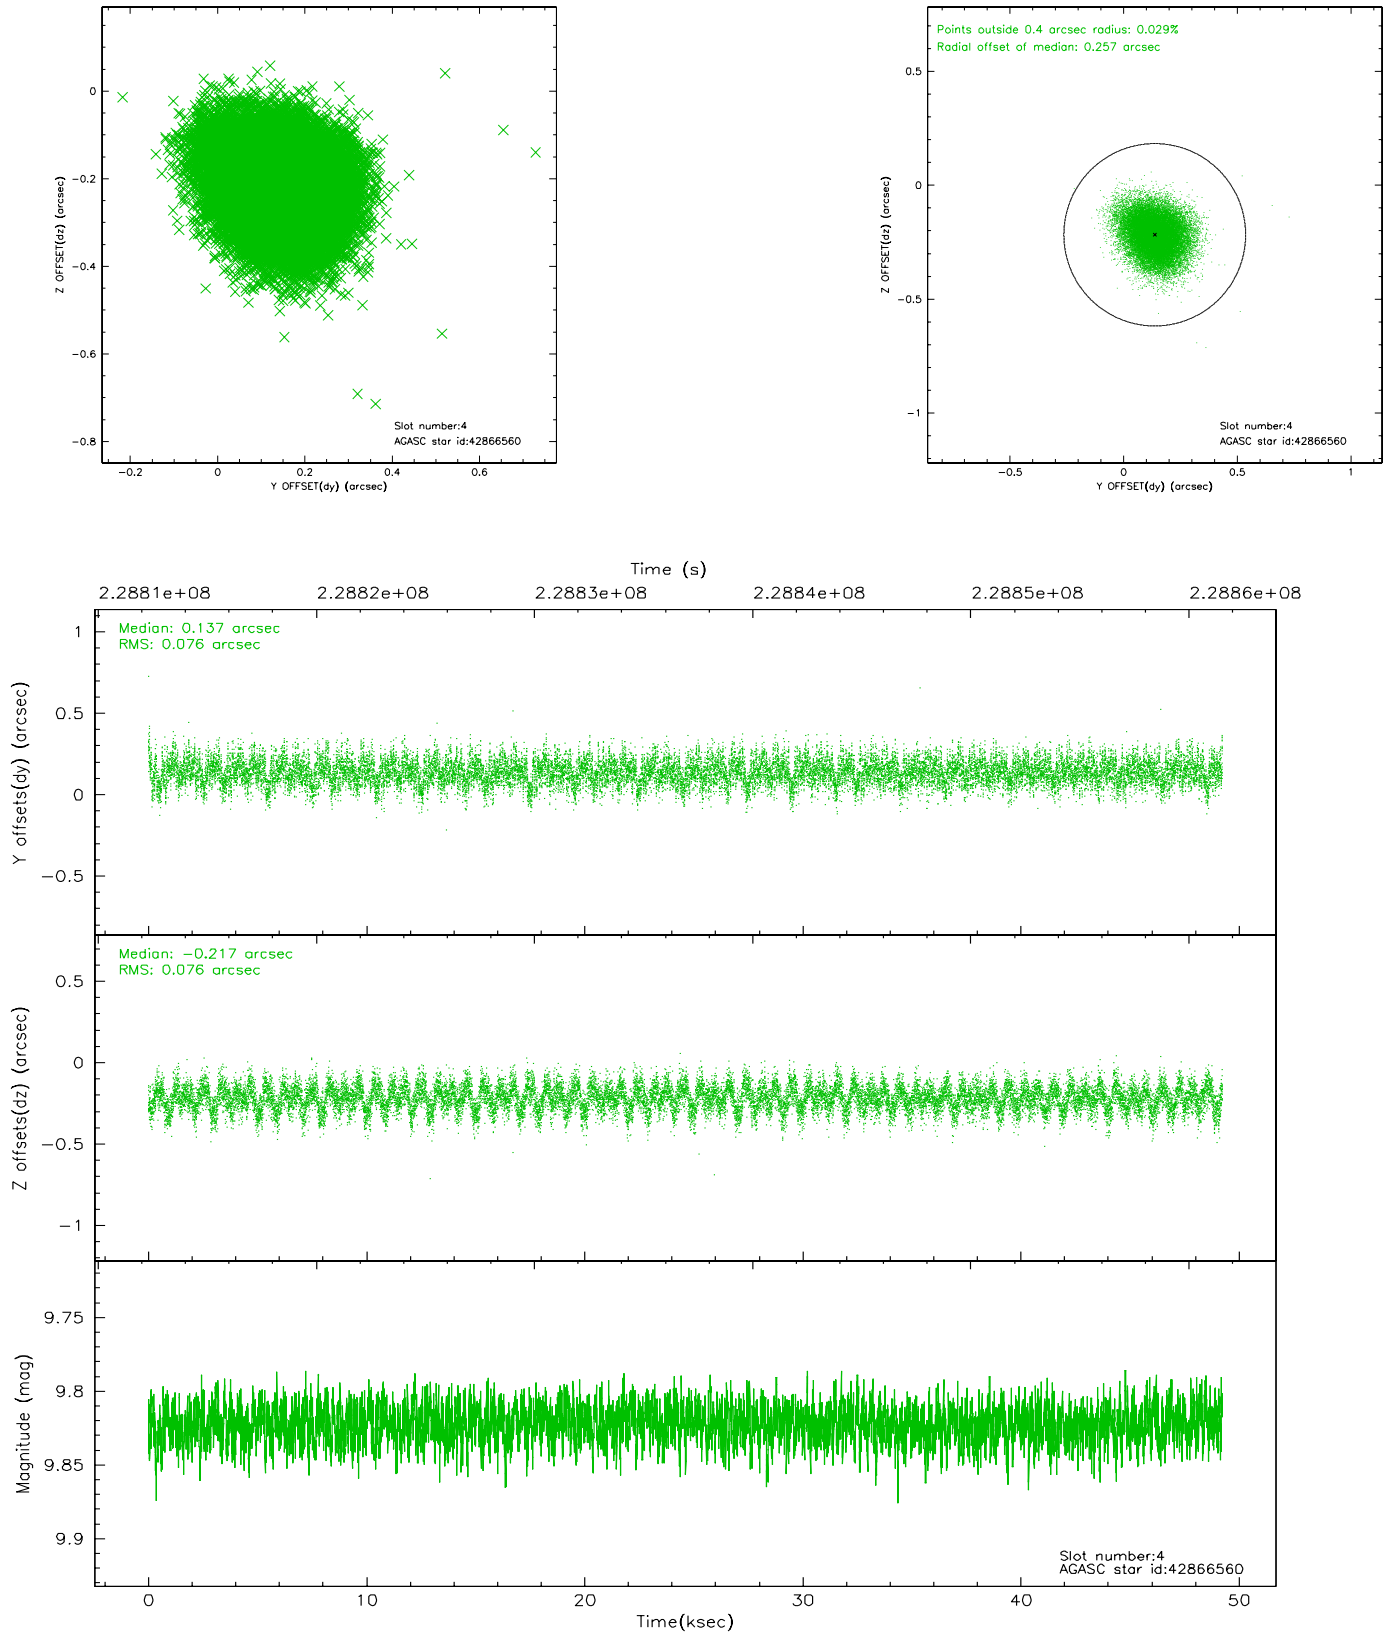 0
−0.2
−0.4
−0.6
−0.8
Z OFFSET(dz) (arcsec)
Slot number:4
AGASC star id:42866560
−0.2 0 0.2 0.4 0.6
Y OFFSET(dy) (arcsec)
Points outside 0.4 arcsec radius: 0.029%
Radial offset of median: 0.257 arcsec
0.5
0
−0.5
−1
Z OFFSET(dz) (arcsec)
Slot number:4
AGASC star id:42866560
−0.5 0 0.5 1
Y OFFSET(dy) (arcsec)
Time (s)
2.2881e+08 2.2882e+08 2.2883e+08 2.2884e+08 2.2885e+08 2.2886e+08
Median: 0.137 arcsec
RMS: 0.076 arcsec
1
0.5
0
−0.5
Y offsets(dy) (arcsec)
Median: −0.217 arcsec
RMS: 0.076 arcsec
0.5
0
−0.5
−1
Z offsets(dz) (arcsec)
9.75
9.8
9.85
9.9
Magnitude (mag)
Slot number:4
AGASC star id:42866560
0 10 20 30 40 50
Time(ksec)